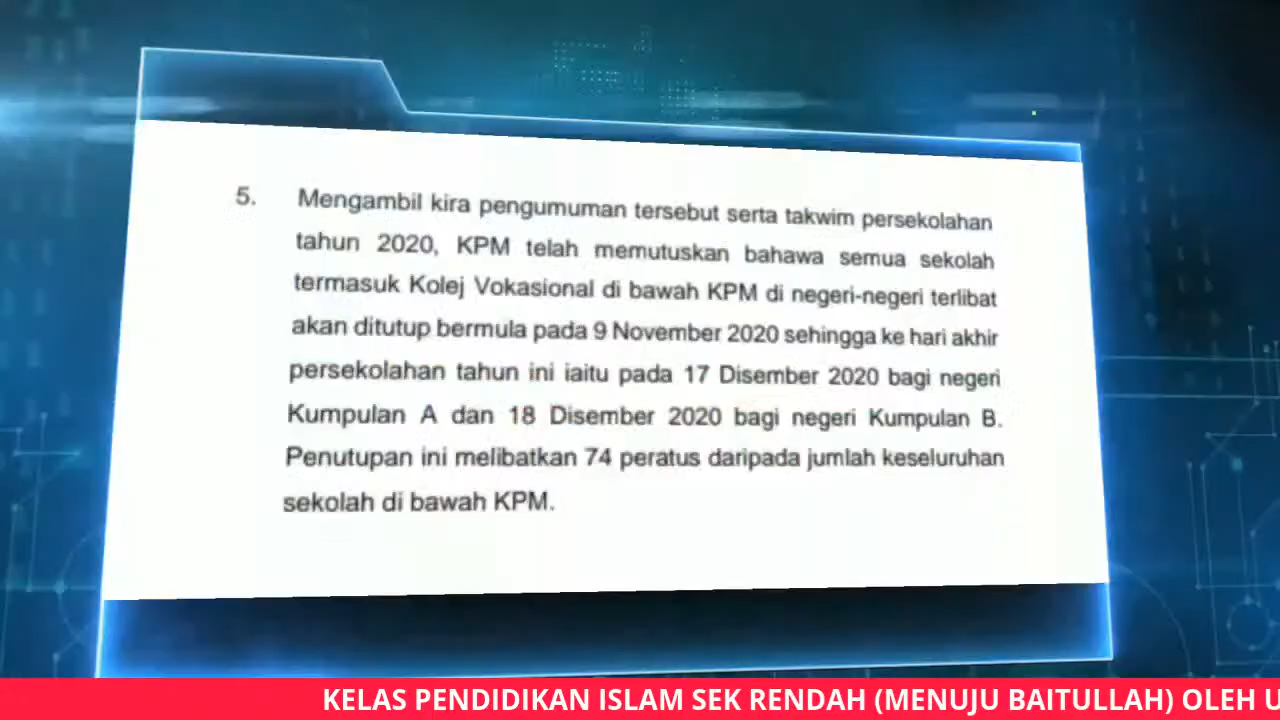 5. Mengambil kira pengumuman tersebut serta takwim persekolahan
tahun 2020, KPM telah memutuskan bahawa semua sekolah
termasuk Kolej Vokasional di bawah KPM di negeri-negeri terlibat
akan ditutup bermula pada 9 November 2020 sehingga ke hari akhir
persekolahan tahun ini iaitu pada 17 Disember 2020 bagi negeri
Kumpulan A dan 18 Disember 2020 bagi negeri Kumpulan B.
Penutupan ini melibatkan 74 peratus daripada jumlah keseluruhan
sekolah di bawah KPM.
KELAS PENDIDIKAN ISLAM SEK RENDAH (MENUJU BAITULLAH) OLEH